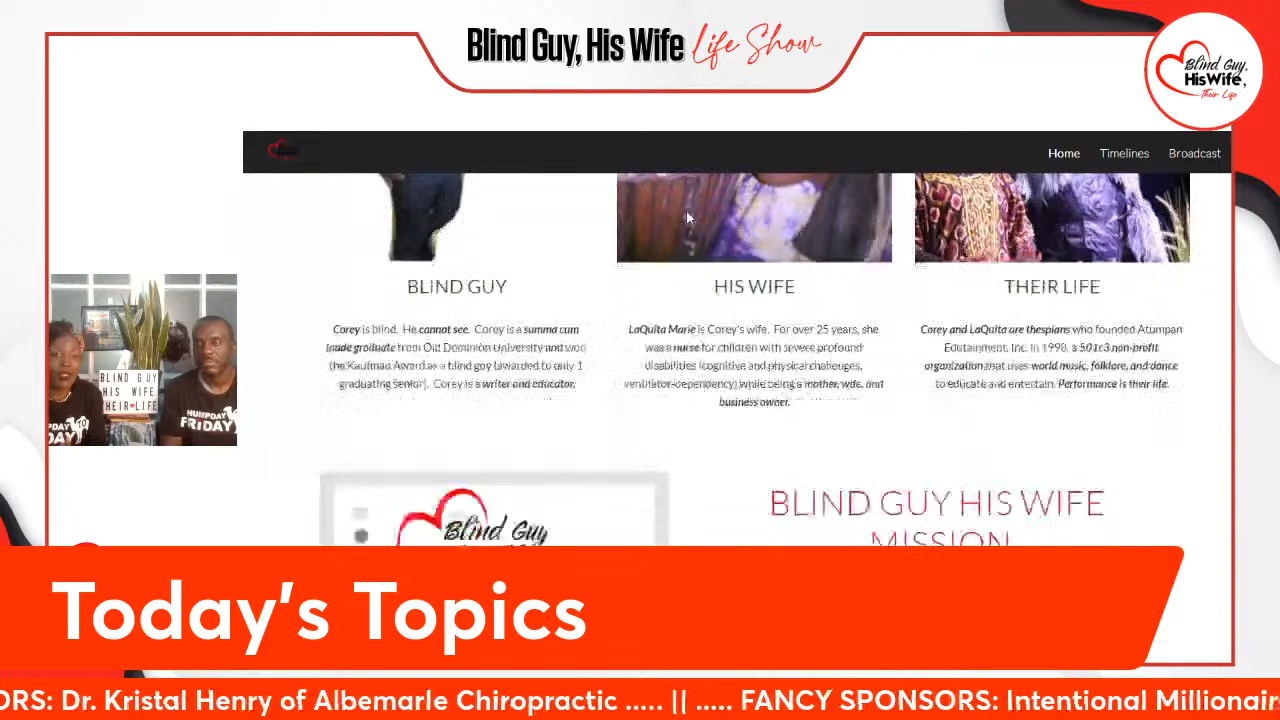 Blind Guy, His Wife Life Show
Blind Guy,
His Wife,
Their Life
Home Timelines Broadcast
BLIND GUY
Corey is blind. He cannot see. Corey is a summa cum
laude graduate from Old Dominion University and won
the Kaufman Award as a blind guy (awarded to only 1
graduating Senior). Corey is a writer and educator.
HIS WIFE
LaQuita Marie is Corey's wife. For over 25 years, she
was a nurse for children with severe profound
disabilities (cognitive and physical challenges,
ventilator-dependency) while being a mother, wife, and
business owner.
THEIR LIFE
Corey and LaQuita are thespians who founded Atumpan
Edutainment, Inc. in 1998, a 501c3 non-profit
organization that uses world music, folklore, and dance
to educate and entertain. Performance is their life.
BLIND GUY
HIS WIFE
THEIR LIFE
HUMPDAY
FRIDAY
Blind Guy
BLIND GUY HIS WIFE
MISSION
Today's Topics
ORS: Dr. Kristal Henry of Albemarle Chiropractic ..... || ..... FANCY SPONSORS: Intentional Millionair